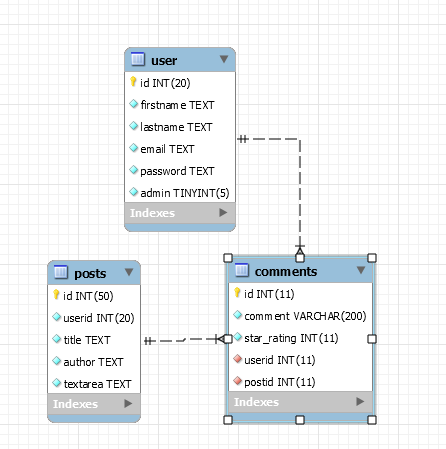 user
id INT(20)
firstname TEXT
lastname TEXT
email TEXT
password TEXT
admin TINYINT(5)
Indexes
posts
id INT(50)
userid INT(20)
title TEXT
author TEXT
textarea TEXT
Indexes
comments
id INT(11)
comment VARCHAR(200)
star_rating INT(11)
userid INT(11)
postid INT(11)
Indexes